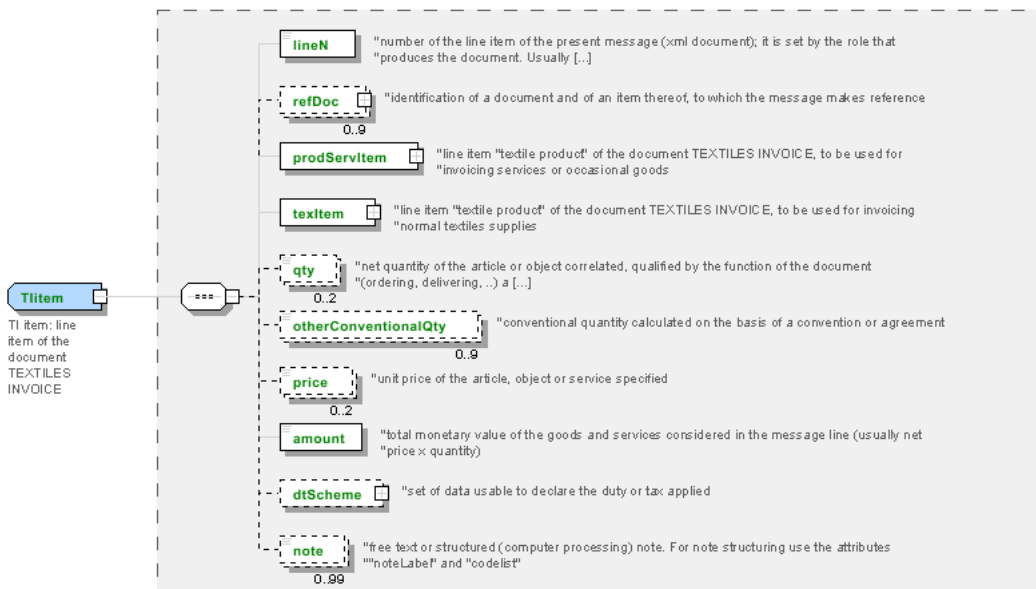 lineN
"number of the line item of the present message (xml document); it is set by the role that
"produces the document. Usually [...]
refDoc
"identification of a document and of an item thereof, to which the message makes reference
0..9
prodServItem
"line item "textile product" of the document TEXTILES INVOICE, to be used for
"invoicing services or occasional goods
texItem
"line item "textile product" of the document TEXTILES INVOICE, to be used for invoicing
"normal textiles supplies
qty
"net quantity of the article or object correlated, qualified by the function of the document
"(ordering, delivering, ..) a [...]
0..2
TIitem
TI item: line
item of the
document
TEXTILES
INVOICE
otherConventionalQty
"conventional quantity calculated on the basis of a convention or agreement
0..9
price
"unit price of the article, object or service specified
0..2
amount
"total monetary value of the goods and services considered in the message line (usually net
"price x quantity)
dtScheme
"set of data usable to declare the duty or tax applied
note
"free text or structured (computer processing) note. For note structuring use the attributes
""noteLabel" and "codelist"
0..99